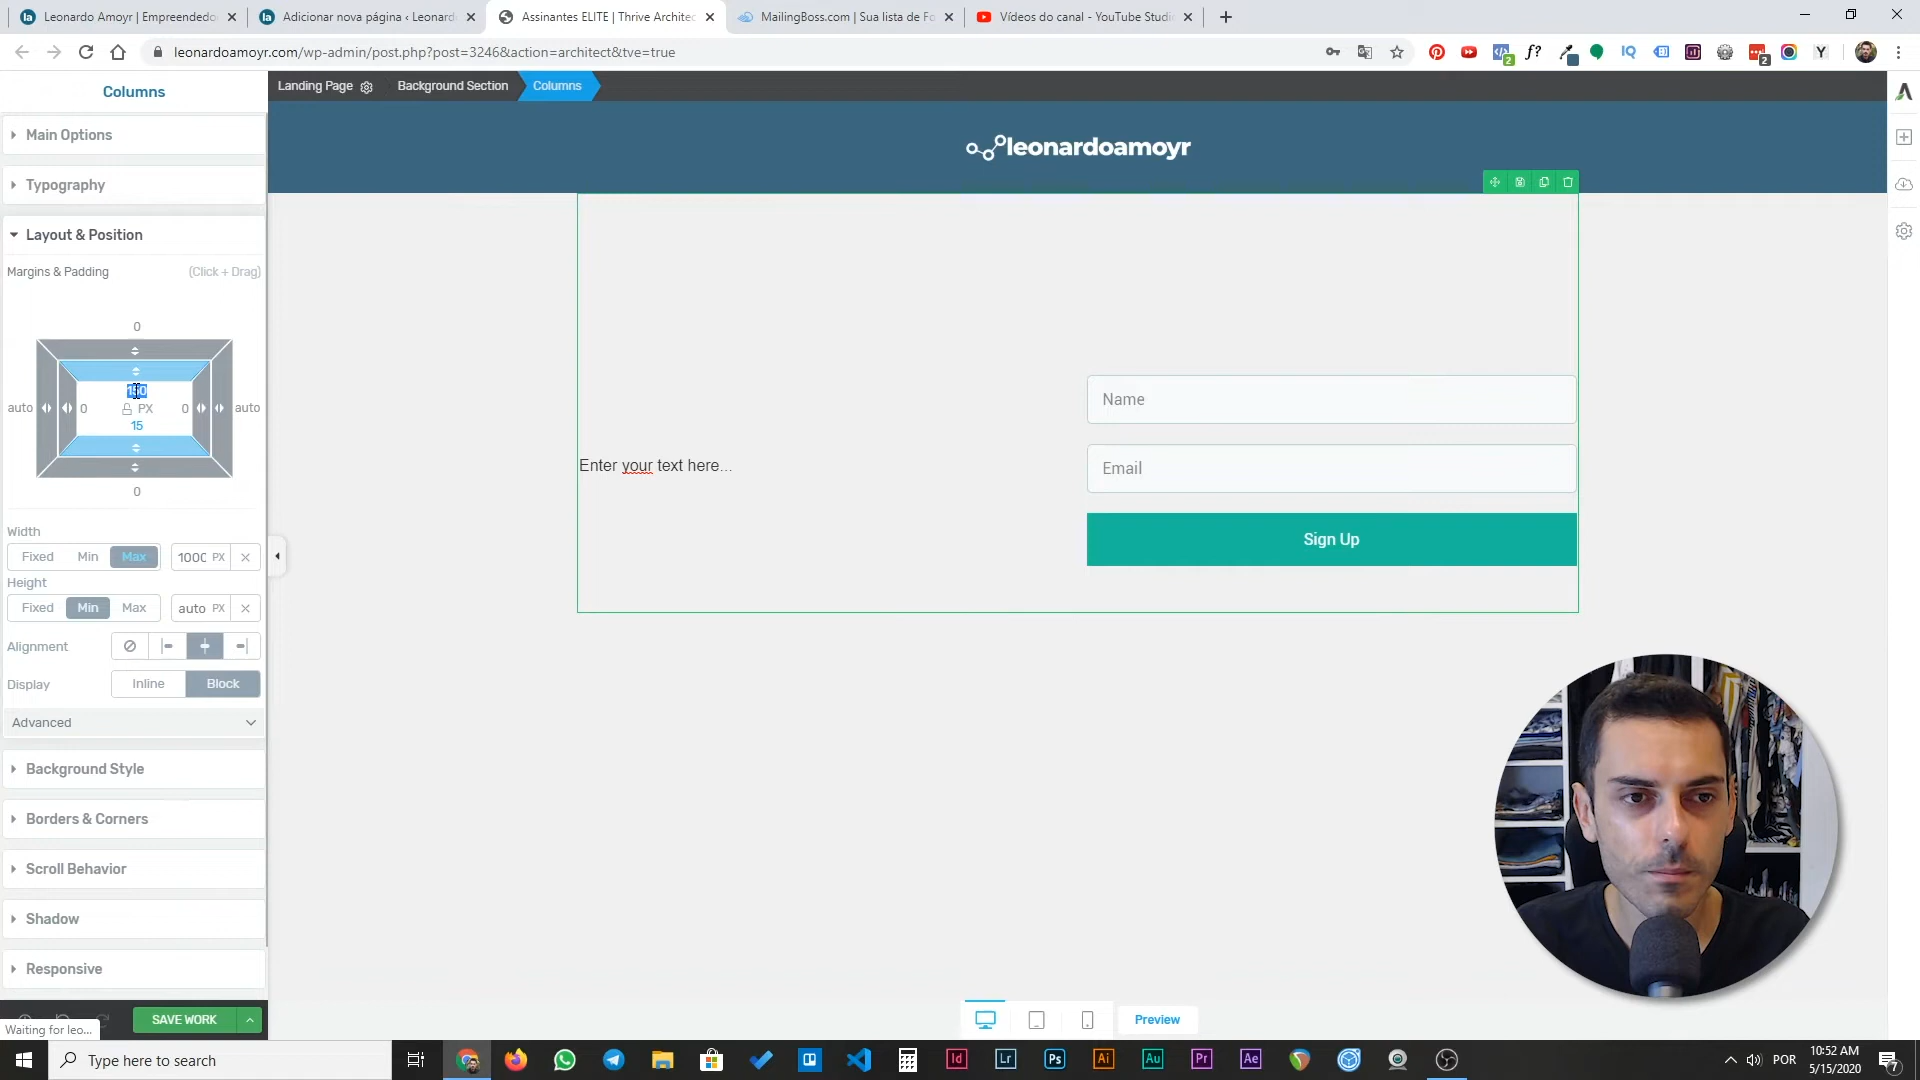 Leonardo Amoyr | Empreendedo
Adicionar nova página ‹ Leonard
Assinantes ELITE | Thrive Architec
MailingBoss.com | Sua lista de Fo
Vídeos do canal - YouTube Studi
leonardoamoyr.com/wp-admin/post.php?post=3246&action=architect&tve=true
Columns
Landing Page
Background Section
Columns
leonardoamoyr
Main Options
Typography
Layout & Position
Margins & Padding
(Click + Drag)
0
150
auto
0
PX
0
auto
15
0
Name
Enter your text here...
Email
Sign Up
Width
Fixed
Min
Max
1000
PX
Height
Fixed
Min
Max
auto
PX
Alignment
Display
Inline
Block
Advanced
Background Style
Borders & Corners
Scroll Behavior
Shadow
Responsive
SAVE WORK
Waiting for leo...
Preview
Type here to search
POR
10:52 AM
5/15/2020